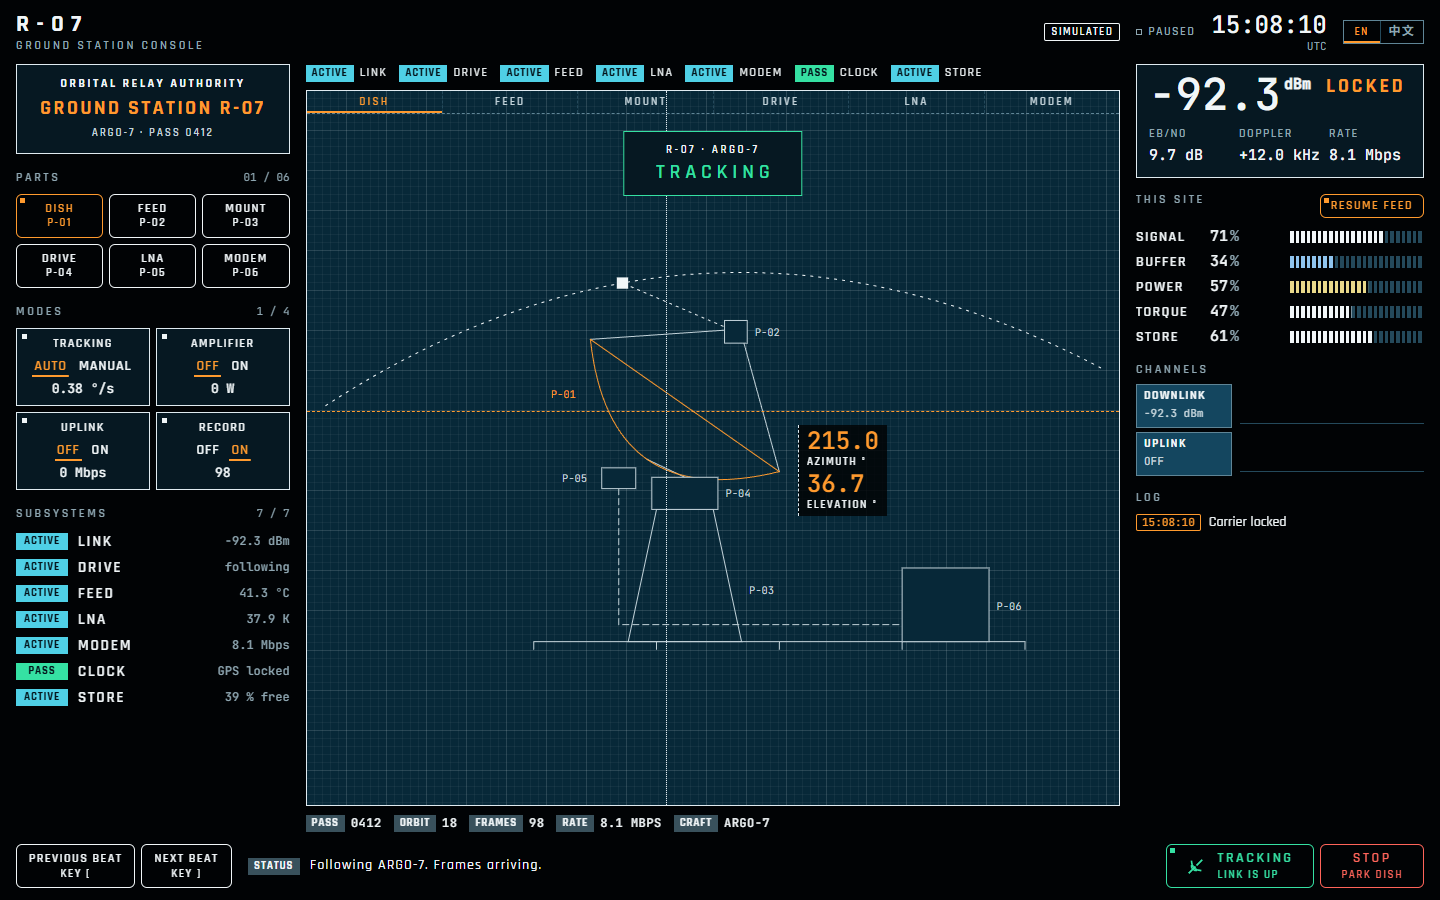 R-07
GROUND STATION CONSOLE
SIMULATED
PAUSED
15:08:10
UTC
EN
中文
ORBITAL RELAY AUTHORITY
GROUND STATION R-07
ARGO-7 · PASS 0412
PARTS
01 / 06
DISH
P-01
FEED
P-02
MOUNT
P-03
DRIVE
P-04
LNA
P-05
MODEM
P-06
MODES
1 / 4
TRACKING
AUTO MANUAL
0.38 °/s
AMPLIFIER
OFF ON
0 W
UPLINK
OFF ON
0 Mbps
RECORD
OFF ON
98
SUBSYSTEMS
7 / 7
ACTIVE LINK -92.3 dBm
ACTIVE DRIVE following
ACTIVE FEED 41.3 °C
ACTIVE LNA 37.9 K
ACTIVE MODEM 8.1 Mbps
PASS CLOCK GPS locked
ACTIVE STORE 39 % free
ACTIVE LINK ACTIVE DRIVE ACTIVE FEED ACTIVE LNA ACTIVE MODEM PASS CLOCK ACTIVE STORE
DISH FEED MOUNT DRIVE LNA MODEM
R-07 · ARGO-7
TRACKING
P-02
P-01
P-05
P-04
P-03
P-06
215.0
AZIMUTH °
36.7
ELEVATION °
PASS 0412 ORBIT 18 FRAMES 98 RATE 8.1 MBPS CRAFT ARGO-7
-92.3 dBm LOCKED
EB/N0 DOPPLER RATE
9.7 dB +12.0 kHz 8.1 Mbps
THIS SITE
RESUME FEED
SIGNAL 71%
BUFFER 34%
POWER 57%
TORQUE 47%
STORE 61%
CHANNELS
DOWNLINK
-92.3 dBm
UPLINK
OFF
LOG
15:08:10 Carrier locked
PREVIOUS BEAT
KEY [
NEXT BEAT
KEY ]
STATUS Following ARGO-7. Frames arriving.
TRACKING
LINK IS UP
STOP
PARK DISH